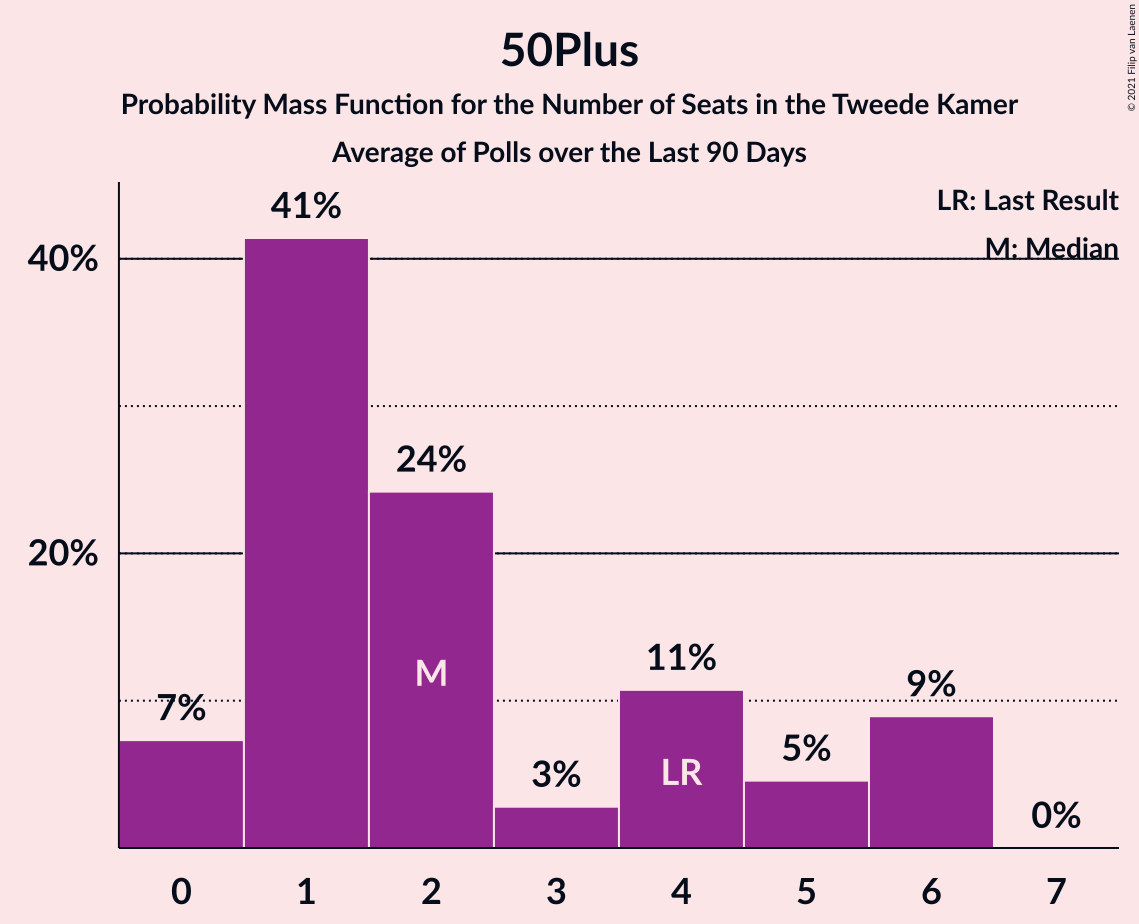 50Plus
Probability Mass Function for the Number of Seats in the Tweede Kamer
Average of Polls over the Last 90 Days
© 2021 Filip van Laenen
LR: Last Result
M: Median
40%
20%
7%
41%
24%
3%
11%
5%
9%
0%
M
LR
0 1 2 3 4 5 6 7